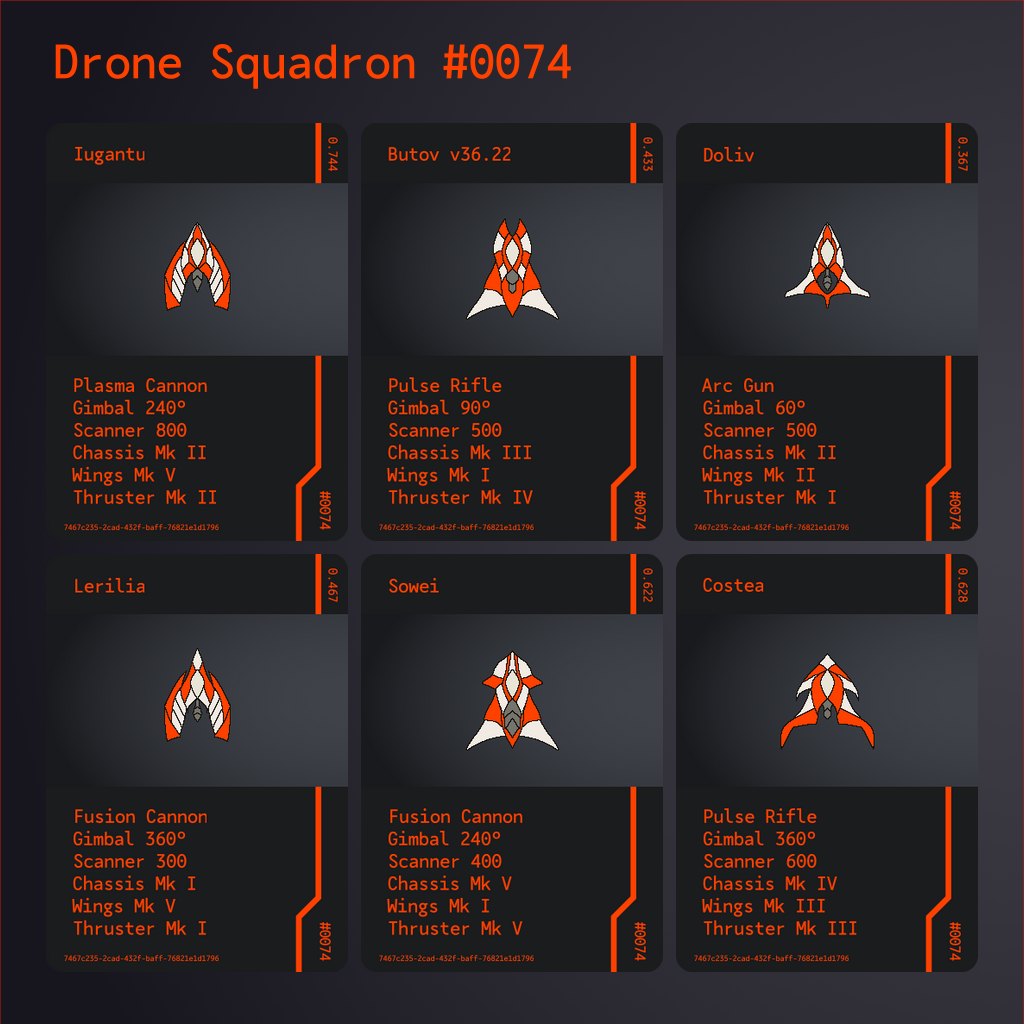 Drone Squadron #0074
Iugantu
0.744
Plasma Cannon
Gimbal 240º
Scanner 800
Chassis Mk II
Wings Mk V
Thruster Mk II
#0074
7467c235-2cad-432f-baff-76821e1d1796
Butov v36.22
0.433
Pulse Rifle
Gimbal 90º
Scanner 500
Chassis Mk III
Wings Mk I
Thruster Mk IV
#0074
7467c235-2cad-432f-baff-76821e1d1796
Doliv
0.367
Arc Gun
Gimbal 60º
Scanner 500
Chassis Mk II
Wings Mk II
Thruster Mk I
#0074
7467c235-2cad-432f-baff-76821e1d1796
Lerilia
0.467
Fusion Cannon
Gimbal 360º
Scanner 300
Chassis Mk I
Wings Mk V
Thruster Mk I
#0074
7467c235-2cad-432f-baff-76821e1d1796
Sowei
0.622
Fusion Cannon
Gimbal 240º
Scanner 400
Chassis Mk V
Wings Mk I
Thruster Mk V
#0074
7467c235-2cad-432f-baff-76821e1d1796
Costea
0.628
Pulse Rifle
Gimbal 360º
Scanner 600
Chassis Mk IV
Wings Mk III
Thruster Mk III
#0074
7467c235-2cad-432f-baff-76821e1d1796